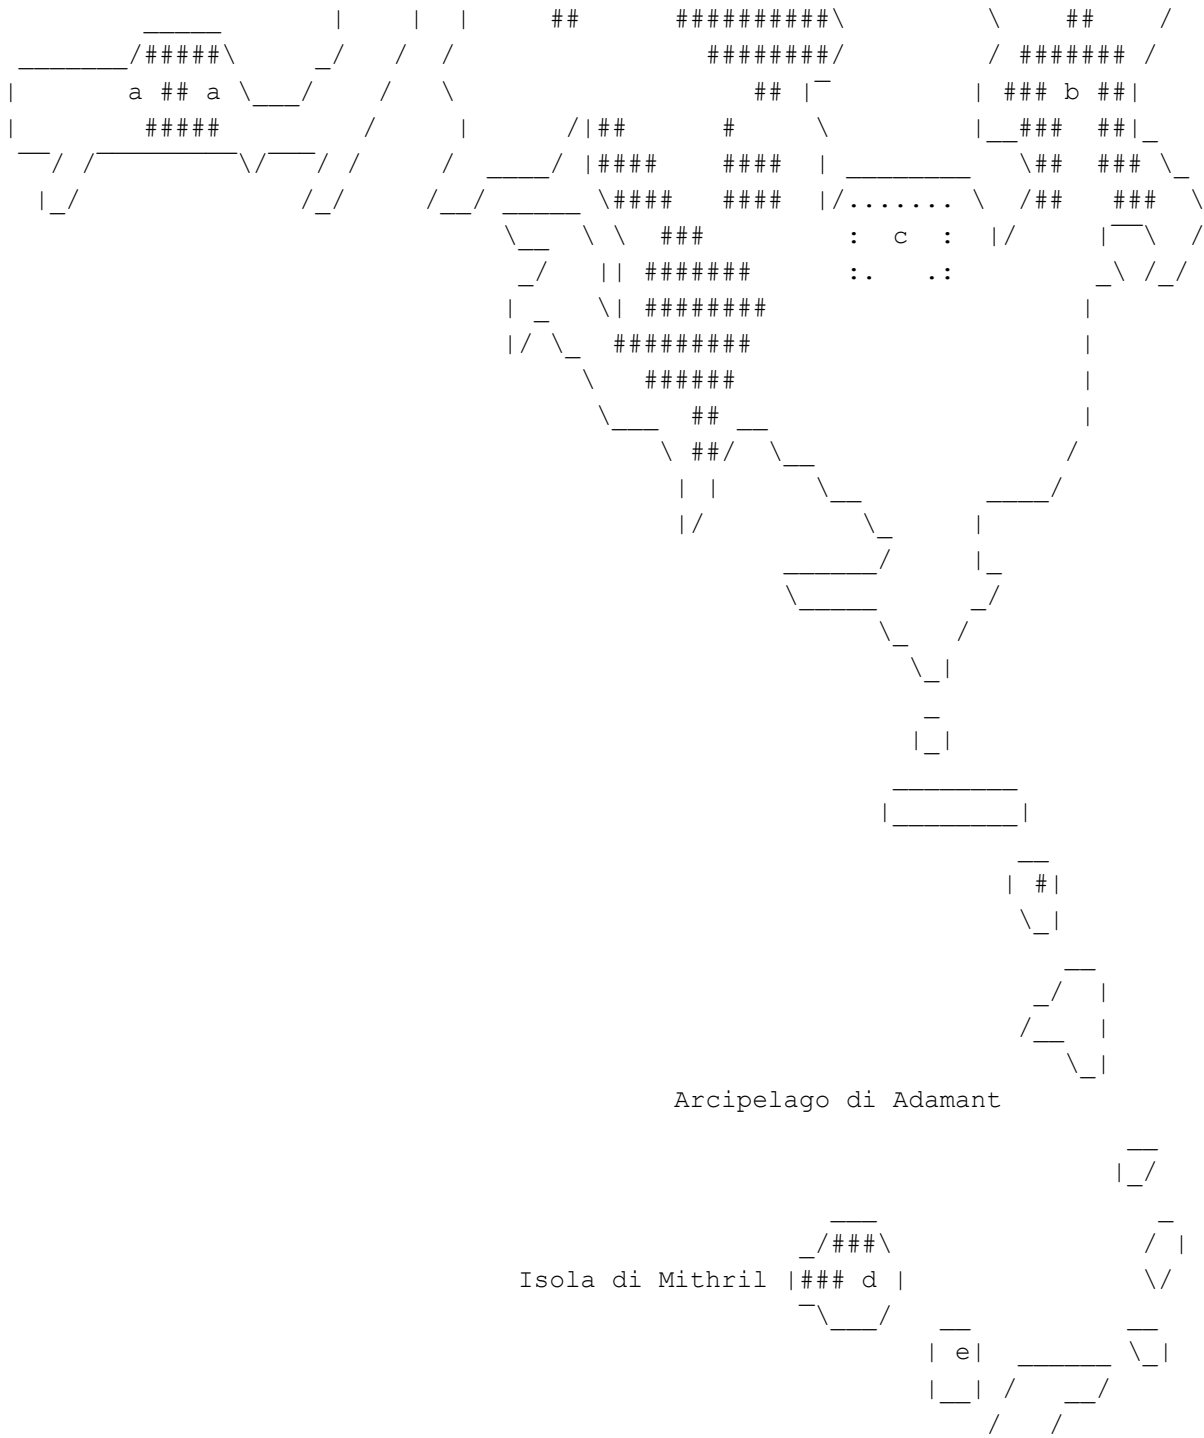 a ## a
b
c
Arcipelago di Adamant
Isola di Mithril
d
e